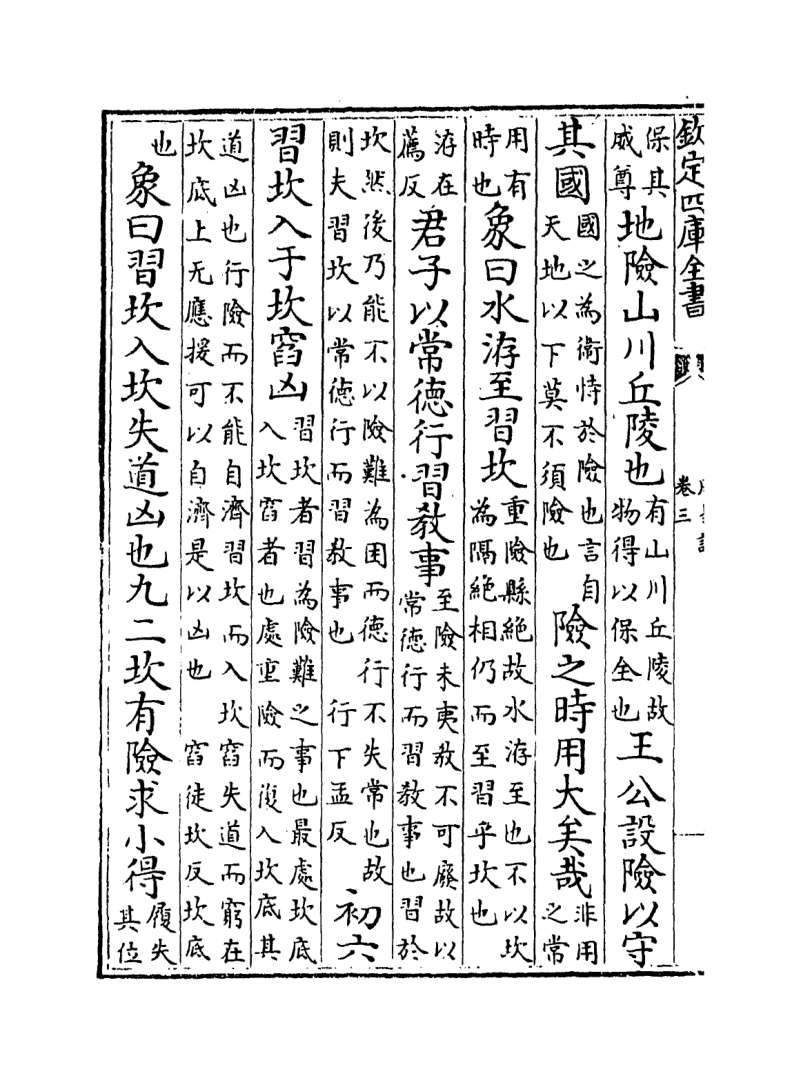 欽定四庫全書
卷三
保其威尊地險山川丘陵也有山川丘陵故物得以保全也王公設險以守
其國國之為衞恃於險也言自天地以下莫不須險也險之時用大矣哉非用之常
用有時也象曰水洊至習坎重險縣絶故水洊至也不以坎為隔絶相仍而至習乎坎也
洊在薦反君子以常德行習教事至險未夷教不可廢故以常德行而習教事也習於
坎然後乃能不以險難為困而德行不失常也故則夫習坎以常德行而習教事也 行下孟反初六
習坎入于坎窞凶習坎者習為險難之事也最處坎底入坎窞者也處重險而復入坎底其
道凶也行險而不能自濟習坎而入坎窞失道而窮在坎底上无應援可以自濟是以凶也 窞徒坎反坎底
也象曰習坎入坎失道凶也九二坎有險求小得履失其位